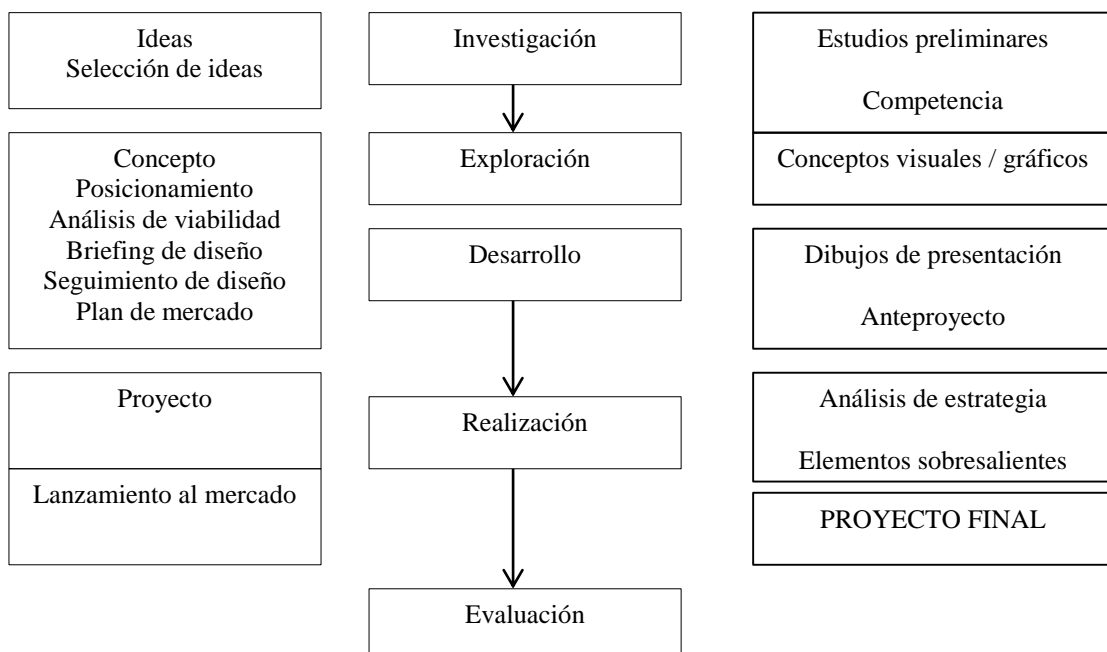 Ideas
Selección de ideas
Investigación
Estudios preliminares
Competencia
Concepto
Posicionamiento
Análisis de viabilidad
Briefing de diseño
Seguimiento de diseño
Plan de mercado
Exploración
Conceptos visuales / gráficos
Desarrollo
Dibujos de presentación
Anteproyecto
Proyecto
Realización
Análisis de estrategia
Elementos sobresalientes
Lanzamiento al mercado
PROYECTO FINAL
Evaluación